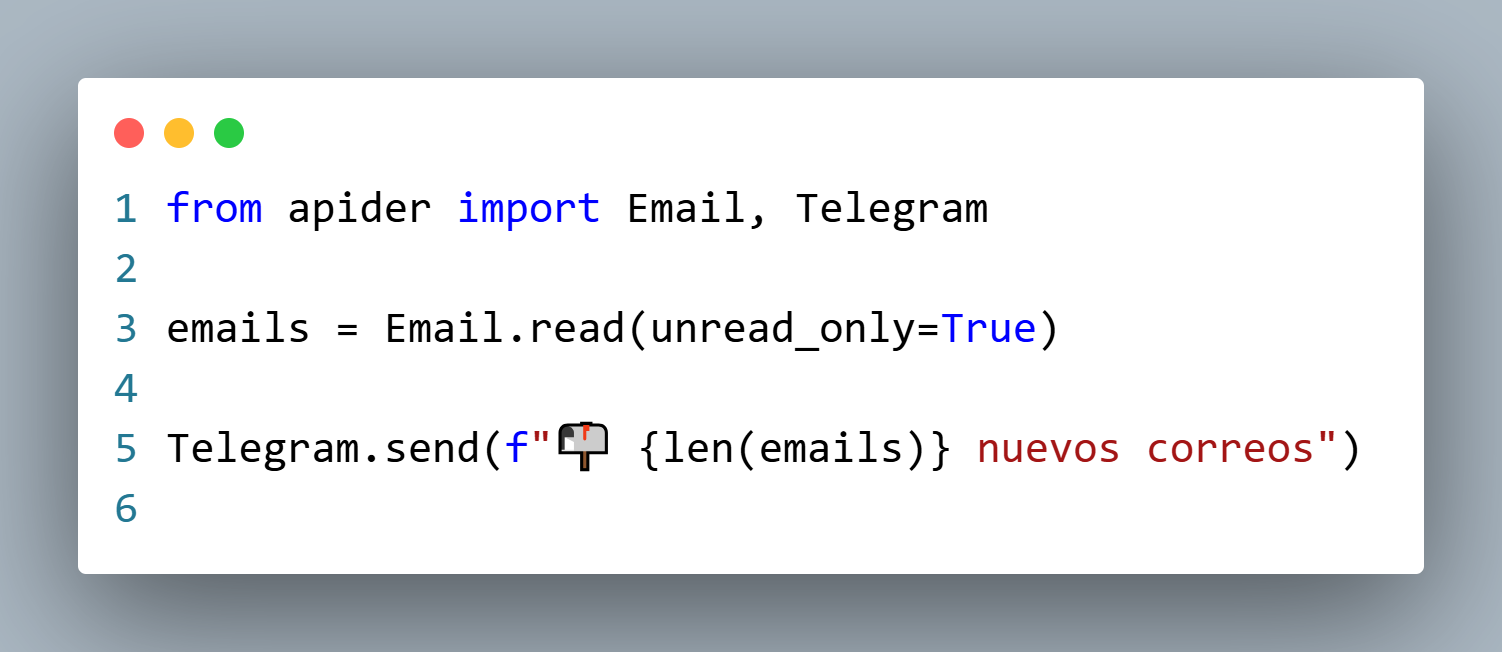 1 from apider import Email, Telegram
2
3 emails = Email.read(unread_only=True)
4
5 Telegram.send(f"📬 {len(emails)} nuevos correos")
6